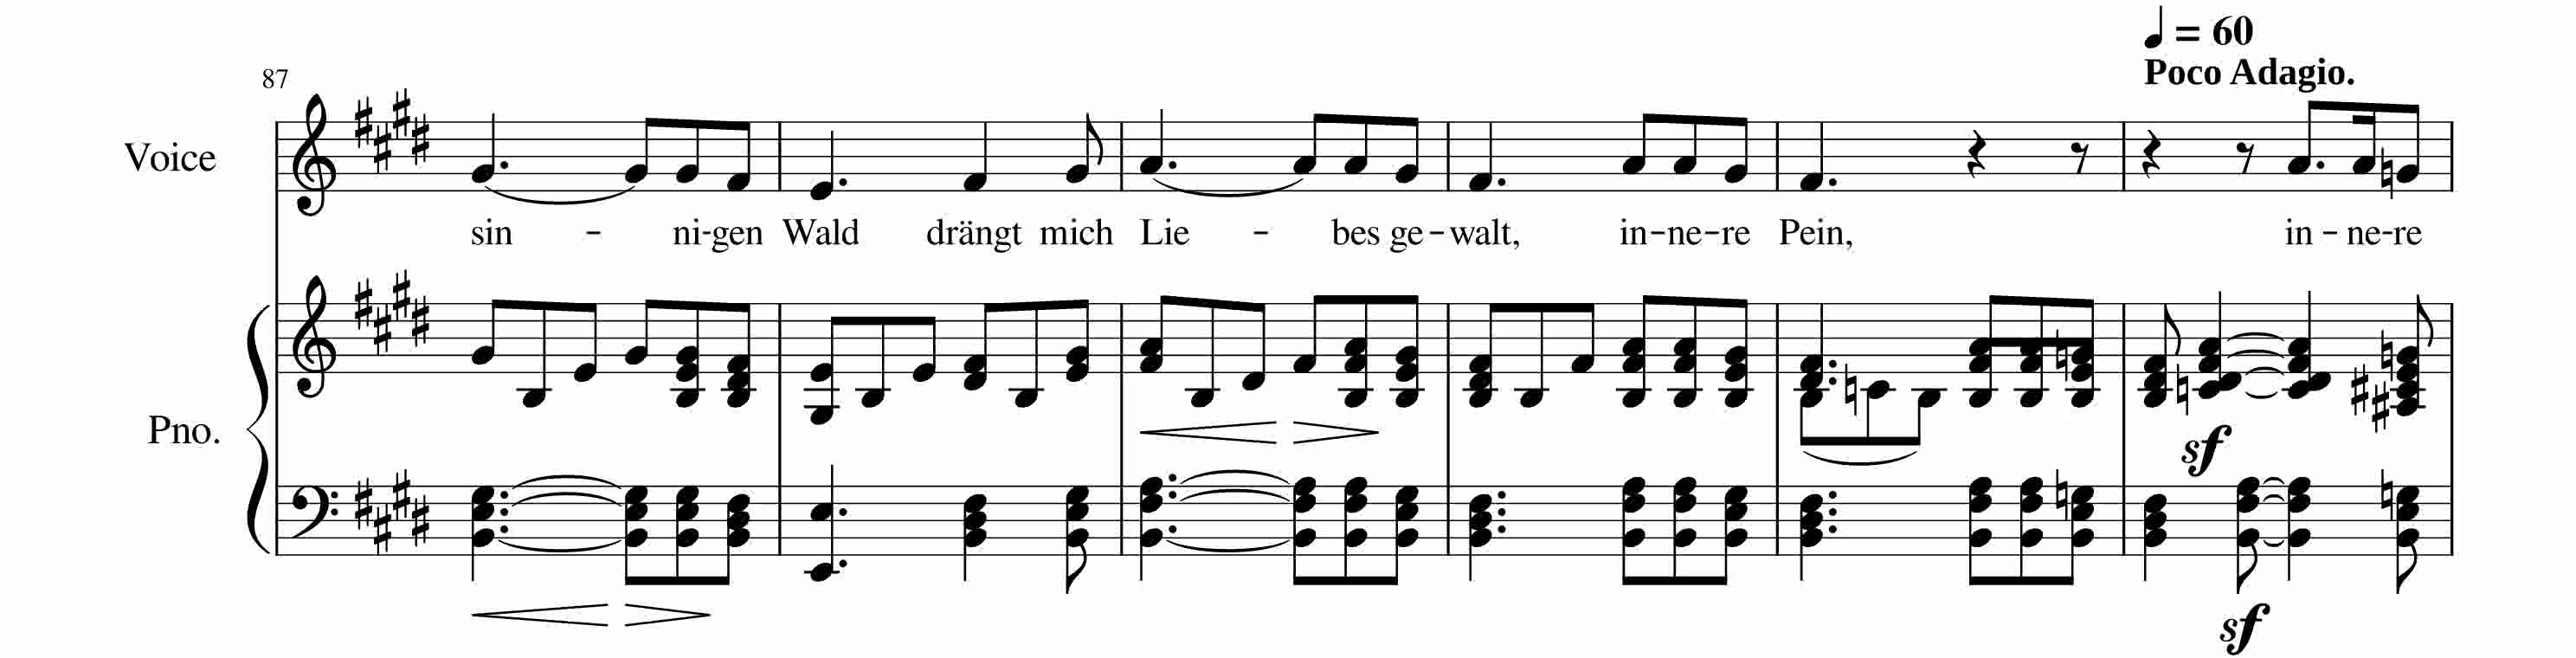 ♩ = 60
Poco Adagio.
87
Voice
sin - ni-gen Wald drängt mich Lie - bes ge-walt, in-ne-re Pein, in-ne-re
Pno.
sf
sf